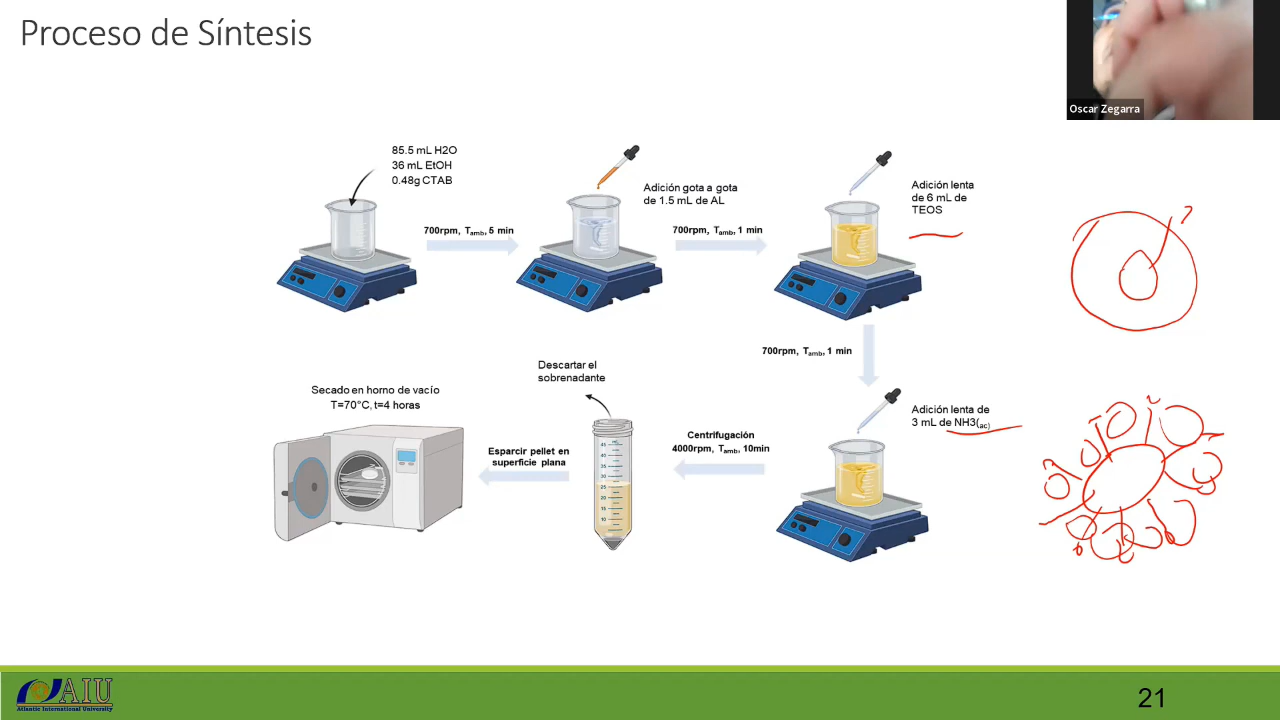 Proceso de Síntesis
Oscar Zegarra
85.5 mL H2O
36 mL EtOH
0.48g CTAB
700rpm, Tamb, 5 min
Adición gota a gota
de 1.5 mL de AL
700rpm, Tamb, 1 min
Adición lenta
de 6 mL de
TEOS
700rpm, Tamb, 1 min
Adición lenta de
3 mL de NH3(ac)
Centrifugación
4000rpm, Tamb, 10min
Descartar el
sobrenadante
Esparcir pellet en
superficie plana
Secado en horno de vacío
T=70°C, t=4 horas
AIU
Atlantic International University
21